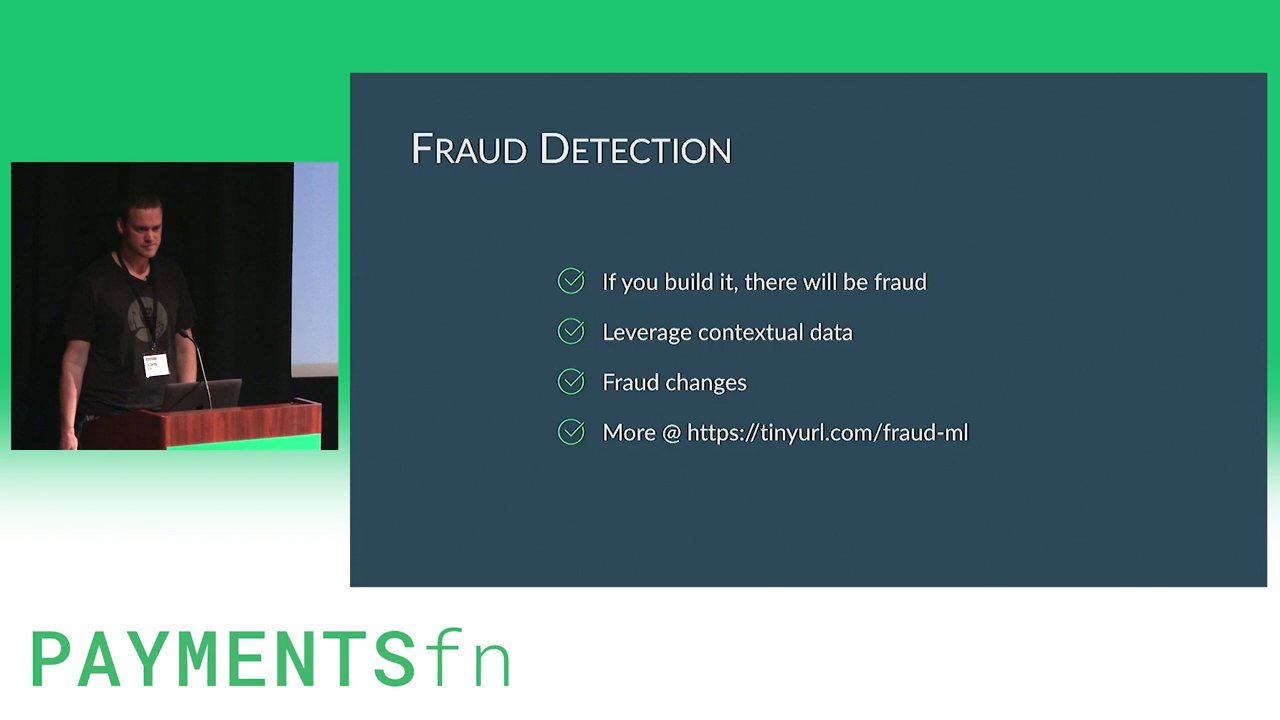 FRAUD DETECTION
If you build it, there will be fraud
Leverage contextual data
Fraud changes
More @ https://tinyurl.com/fraud-ml
PAYMENTSfn